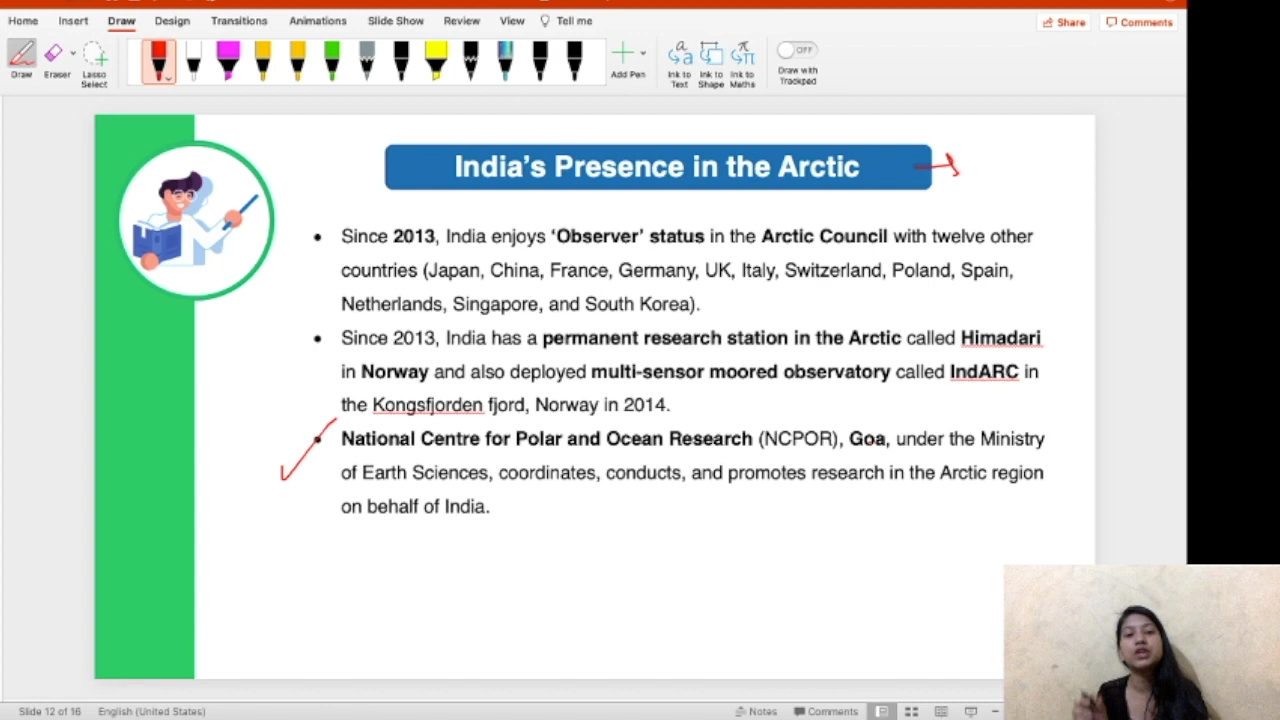 Home Insert Draw Design Transitions Animations Slide Show Review View Tell me
Share Comments
Draw Eraser Lasso Select Add Pen Ink to Text Ink to Shape Ink to Maths OFF Draw with Trackpad
India's Presence in the Arctic
• Since 2013, India enjoys ‘Observer’ status in the Arctic Council with twelve other
countries (Japan, China, France, Germany, UK, Italy, Switzerland, Poland, Spain,
Netherlands, Singapore, and South Korea).
• Since 2013, India has a permanent research station in the Arctic called Himadari
in Norway and also deployed multi-sensor moored observatory called IndARC in
the Kongsfjorden fjord, Norway in 2014.
• National Centre for Polar and Ocean Research (NCPOR), Goa, under the Ministry
of Earth Sciences, coordinates, conducts, and promotes research in the Arctic region
on behalf of India.
Slide 12 of 16 English (United States) Notes Comments